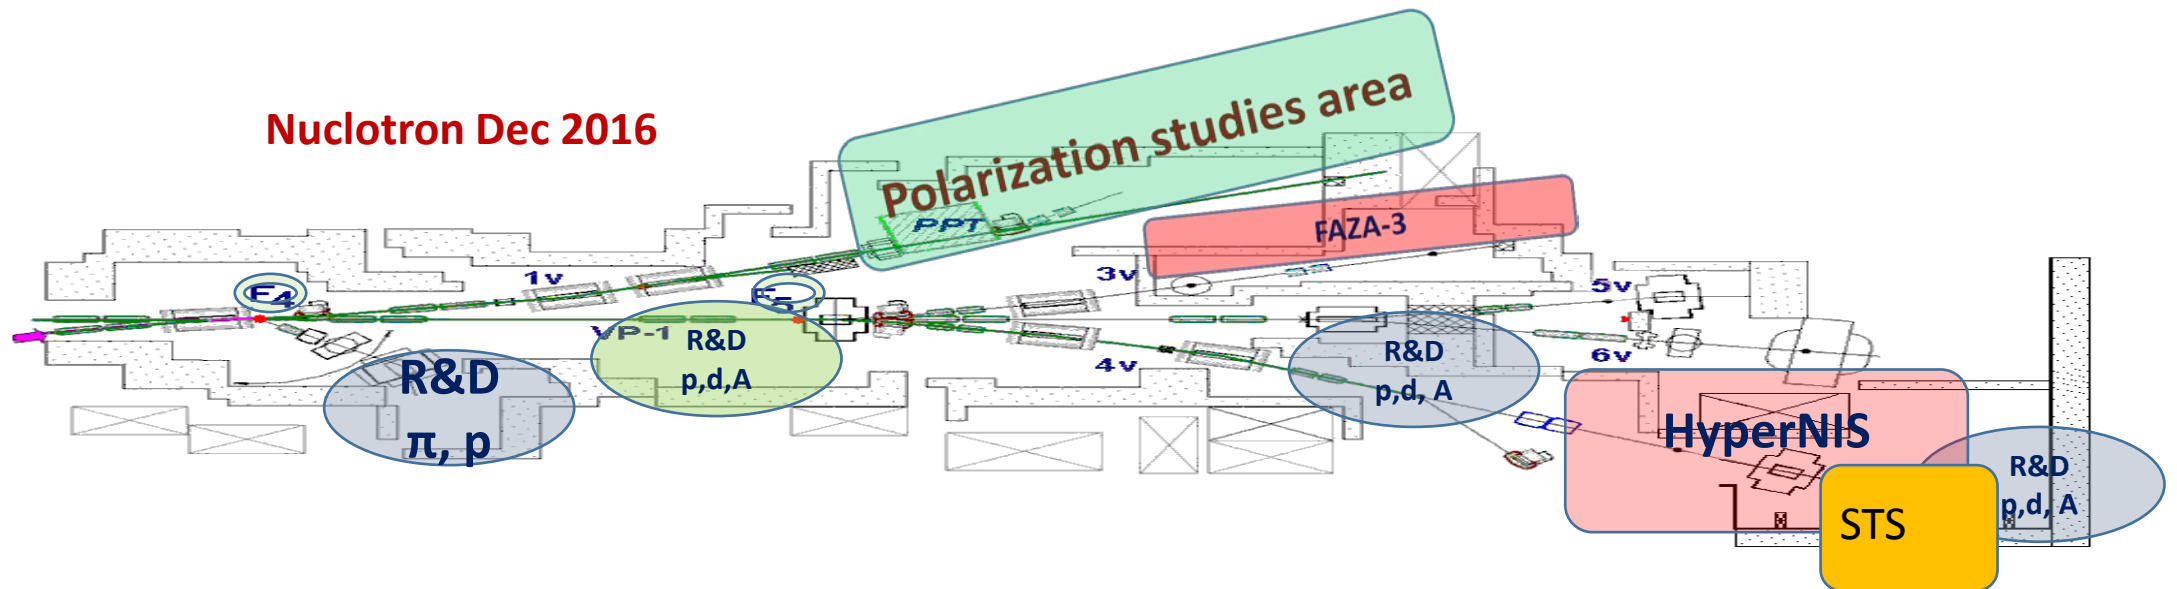 Nuclotron Dec 2016
Polarization studies area
PPT
FAZA-3
F4
1v
F5
3v
5v
VP-1
R&D
p,d,A
R&D
π, p
4v
R&D
p,d, A
6v
HyperNIS
R&D
p,d, A
STS